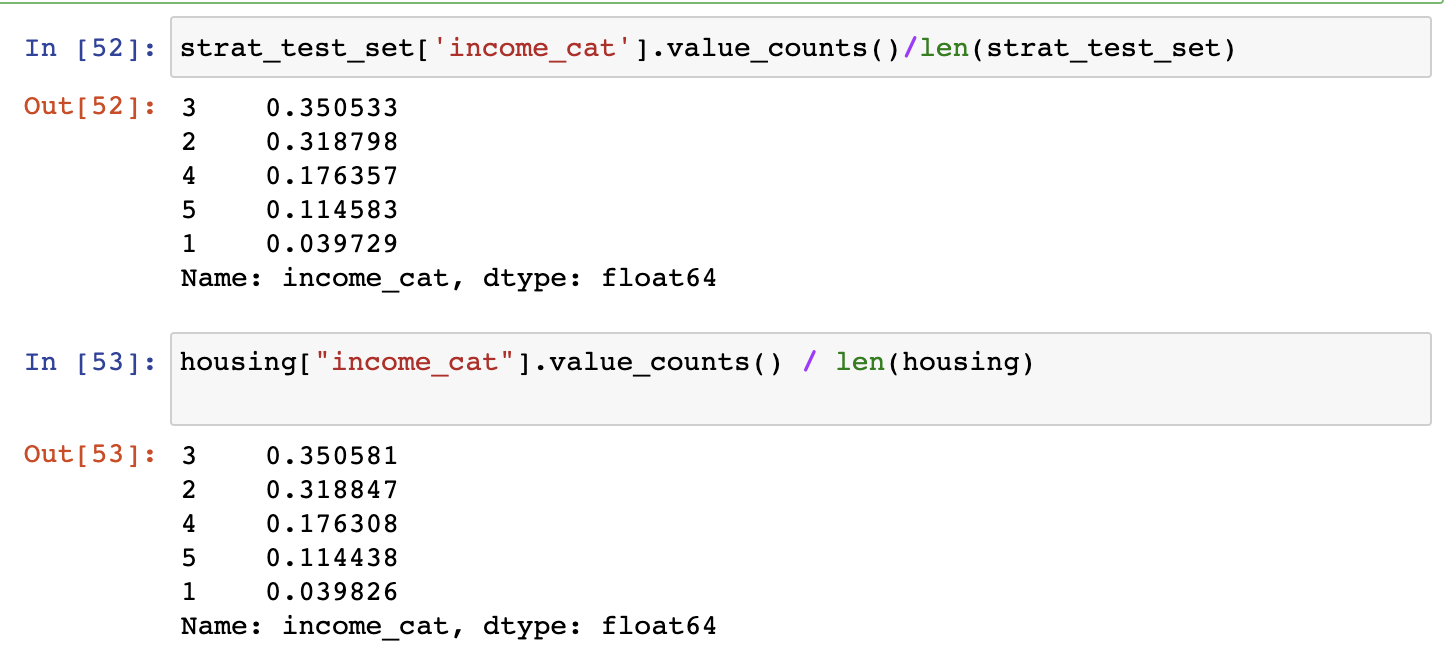 In [52]: strat_test_set['income_cat'].value_counts()/len(strat_test_set)
Out[52]: 3    0.350533
2    0.318798
4    0.176357
5    0.114583
1    0.039729
Name: income_cat, dtype: float64
In [53]: housing["income_cat"].value_counts() / len(housing)
Out[53]: 3    0.350581
2    0.318847
4    0.176308
5    0.114438
1    0.039826
Name: income_cat, dtype: float64